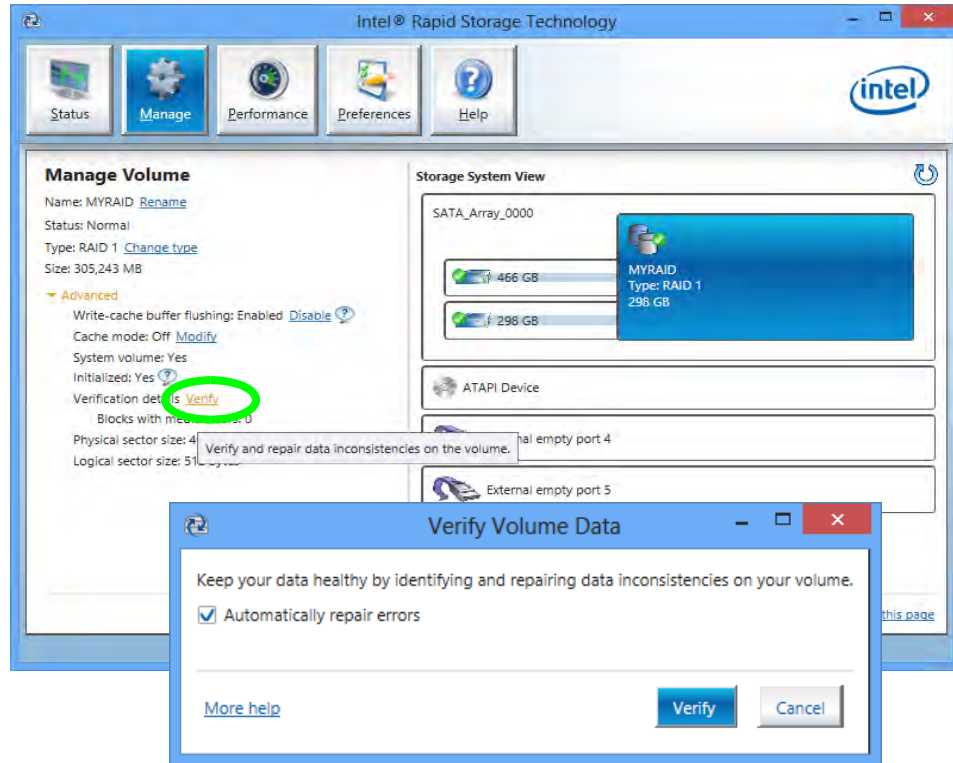 Intel® Rapid Storage Technology
Status
Manage
Performance
Preferences
Help
intel
Manage Volume
Name: MYRAID Rename
Status: Normal
Type: RAID 1 Change type
Size: 305,243 MB
Advanced
Write-cache buffer flushing: Enabled Disable ?
Cache mode: Off Modify
System volume: Yes
Initialized: Yes ?
Verification details Verify
Blocks with 0
Physical sector size: 4
Logical sector size: 512
Verify and repair data inconsistencies on the volume.
Storage System View
SATA_Array_0000
466 GB
298 GB
MYRAID
Type: RAID 1
298 GB
ATAPI Device
empty port 4
External empty port 5
this page
Verify Volume Data
Keep your data healthy by identifying and repairing data inconsistencies on your volume.
Automatically repair errors
More help
Verify
Cancel